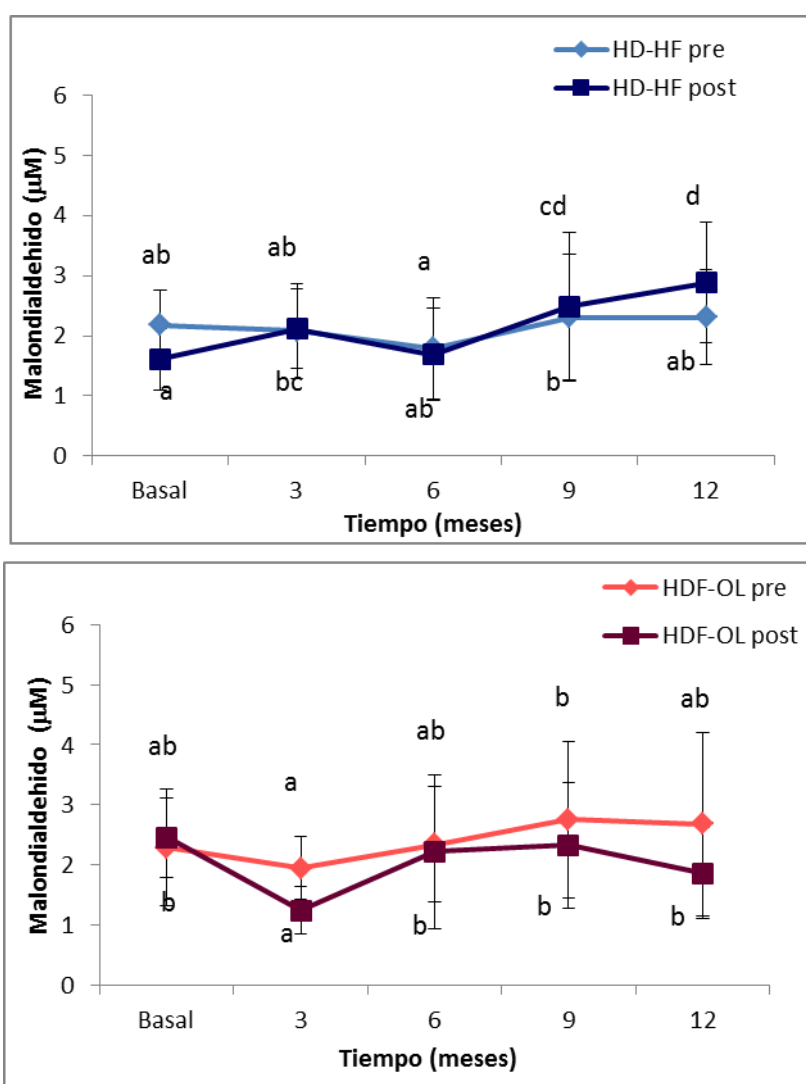 HD-HF pre
HD-HF post
6
5
4
3
2
1
0
Malondialdehido (µM)
ab ab a cd d
a bc ab b ab
Basal 3 6 9 12
Tiempo (meses)
HDF-OL pre
HDF-OL post
6
5
4
3
2
1
0
Malondialdehido (µM)
ab a ab b ab
b a b b b
Basal 3 6 9 12
Tiempo (meses)